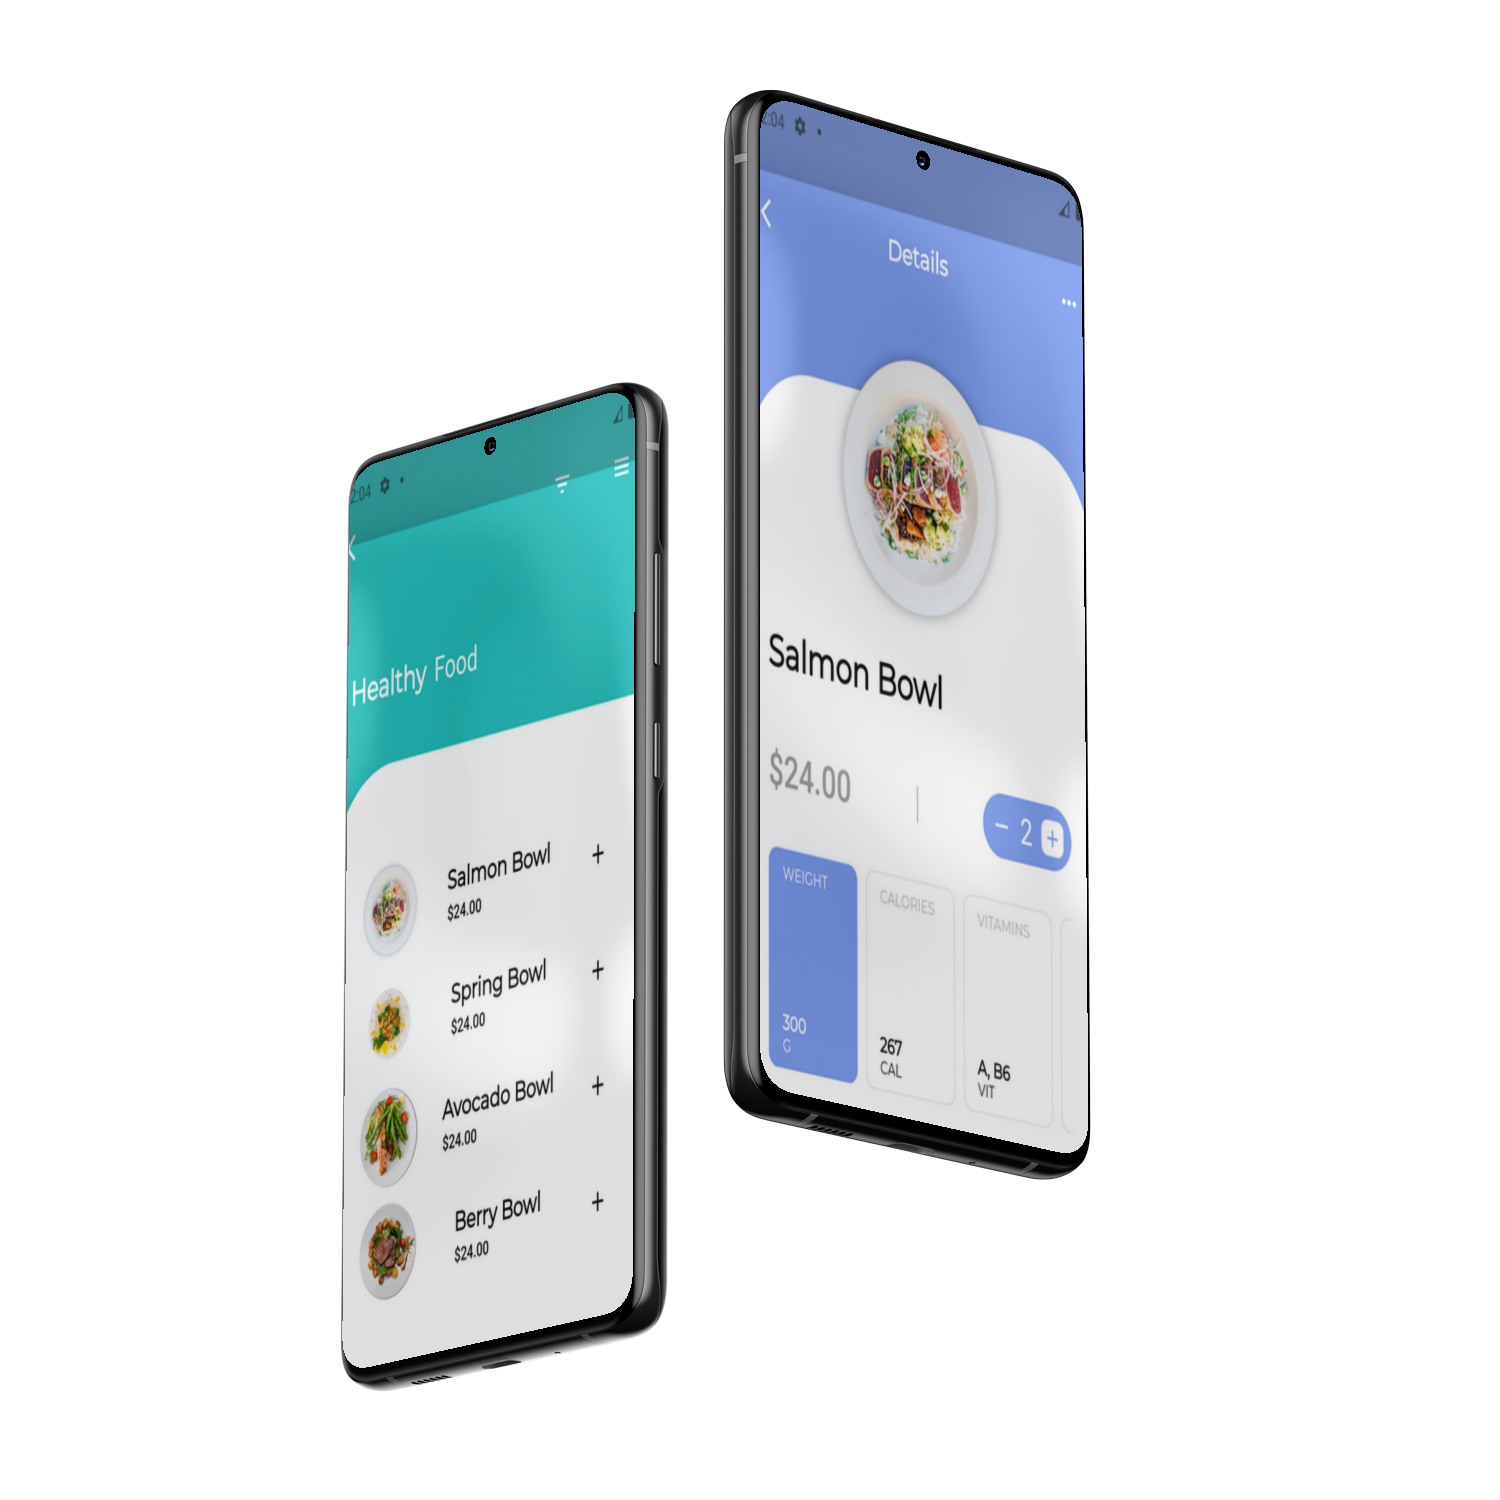 2:04
Healthy Food
Salmon Bowl
$24.00
Spring Bowl
$24.00
Avocado Bowl
$24.00
Berry Bowl
$24.00
2:04
Details
Salmon Bowl
$24.00
− 2 +
WEIGHT
300
G
CALORIES
267
CAL
VITAMINS
A, B6
VIT